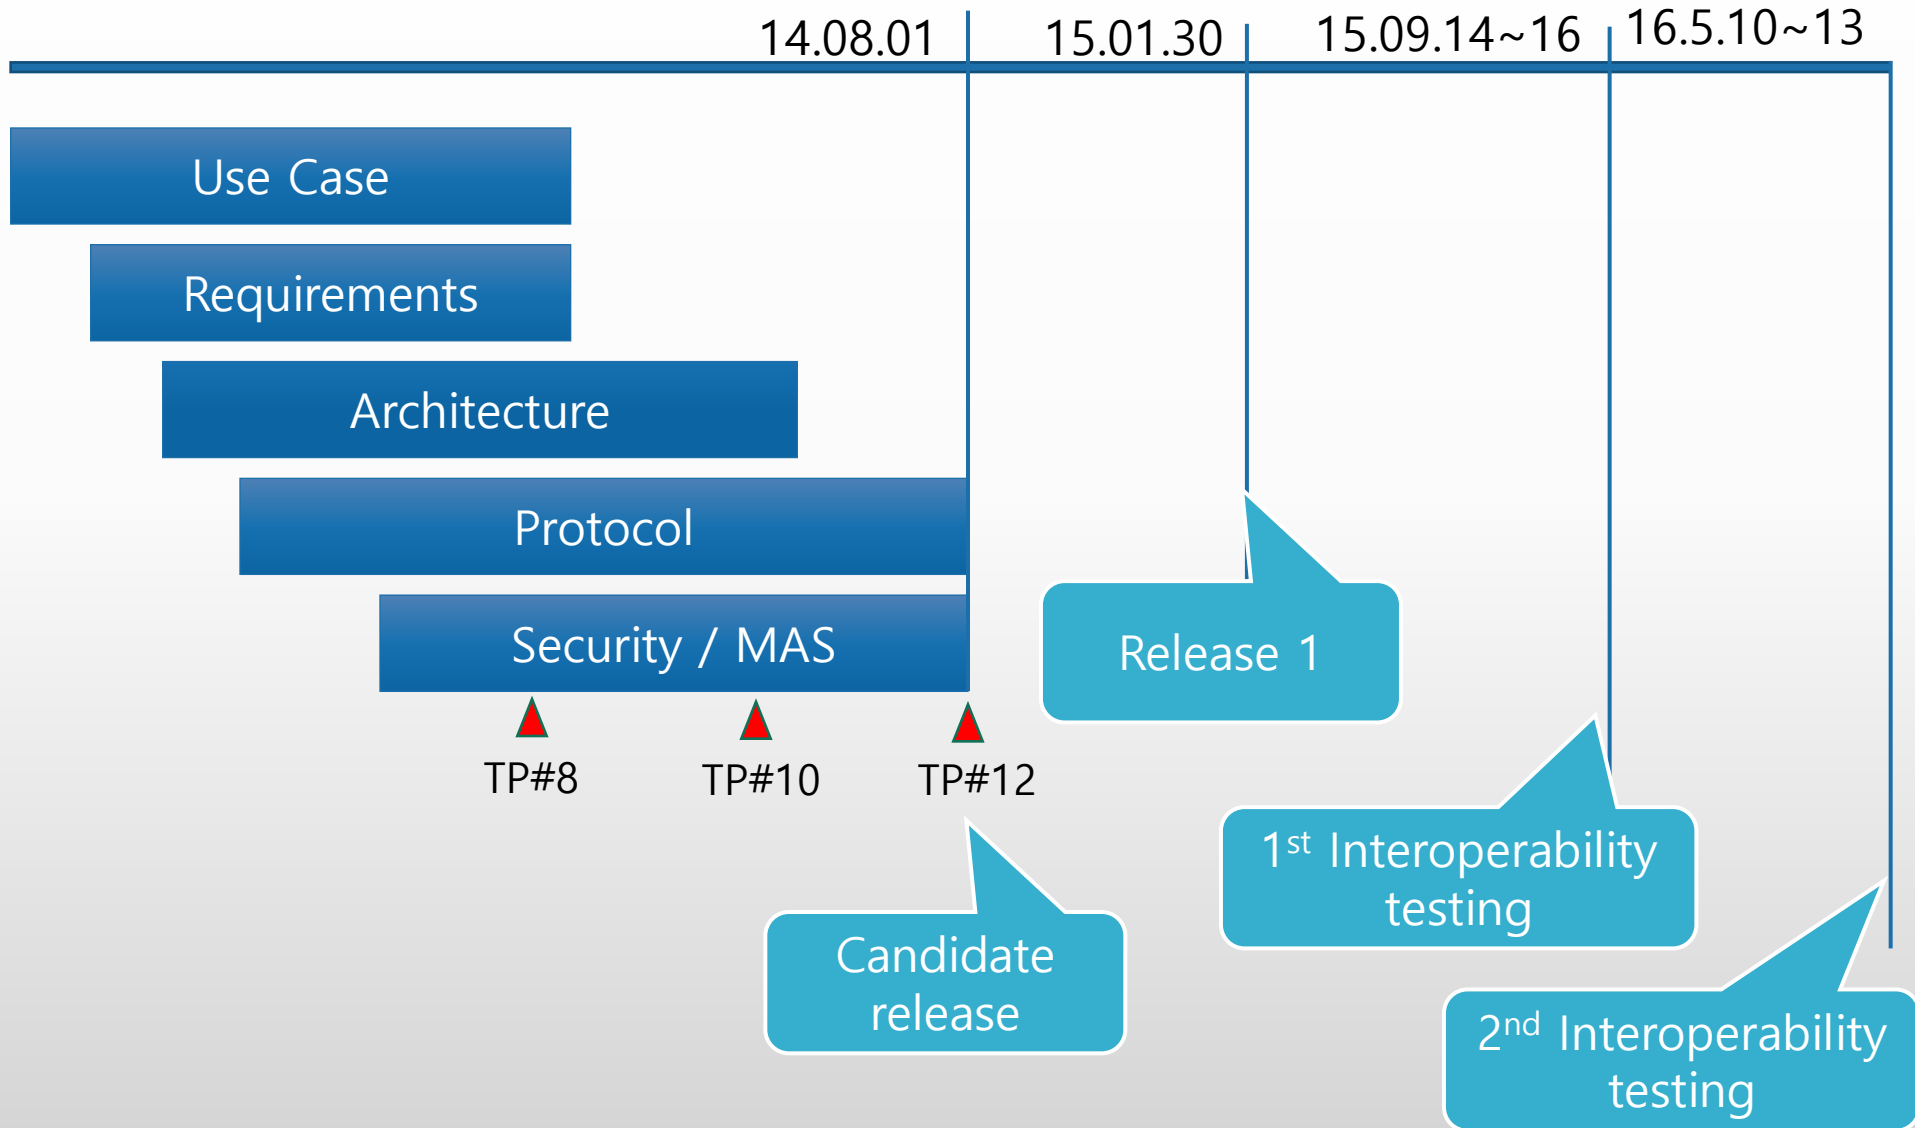 14.08.01
15.01.30
15.09.14~16
16.5.10~13
Use Case
Requirements
Architecture
Protocol
Security / MAS
Release 1
TP#8
TP#10
TP#12
1st Interoperability
testing
Candidate
release
2nd Interoperability
testing